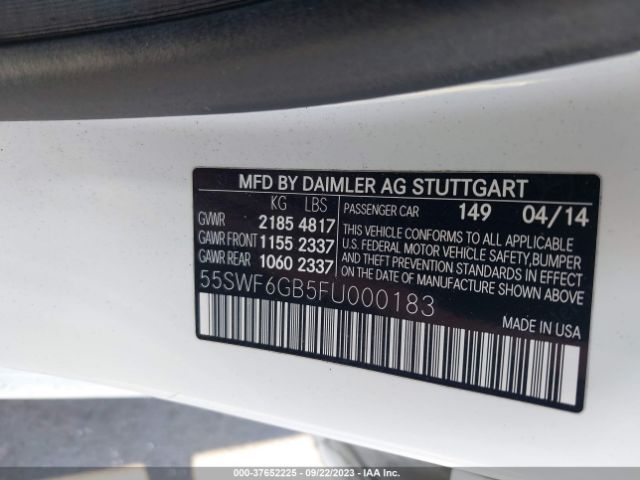 MFD BY DAIMLER AG STUTTGART
KG LBS
GVWR 2185 4817
GAWR FRONT 1155 2337
GAWR REAR 1060 2337
PASSENGER CAR 149 04/14
THIS VEHICLE CONFORMS TO ALL APPLICABLE
U.S. FEDERAL MOTOR VEHICLE SAFETY, BUMPER
AND THEFT PREVENTION STANDARDS IN EFFECT
ON THE DATE OF MANUFACTURE SHOWN ABOVE
55SWF6GB5FU000183
MADE IN USA
000-37652225 - 09/22/2023 - IAA Inc.